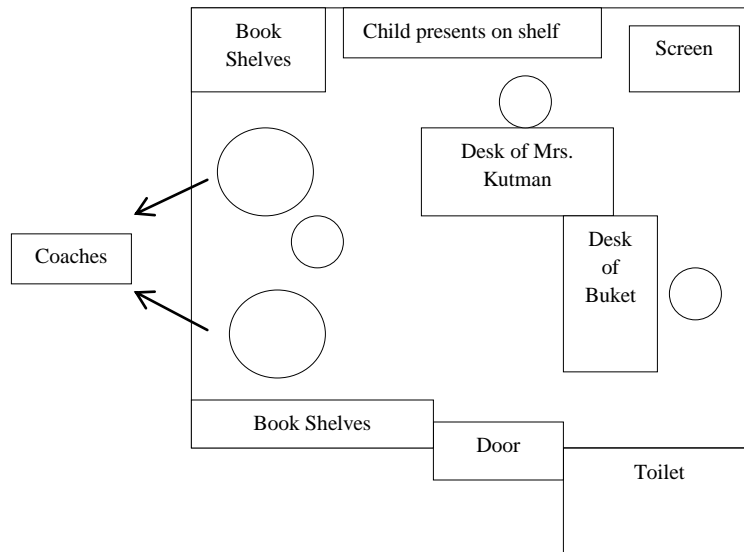 Book
Shelves
Child presents on shelf
Screen
Desk of Mrs.
Kutman
Desk
of
Buket
Coaches
Book Shelves
Door
Toilet